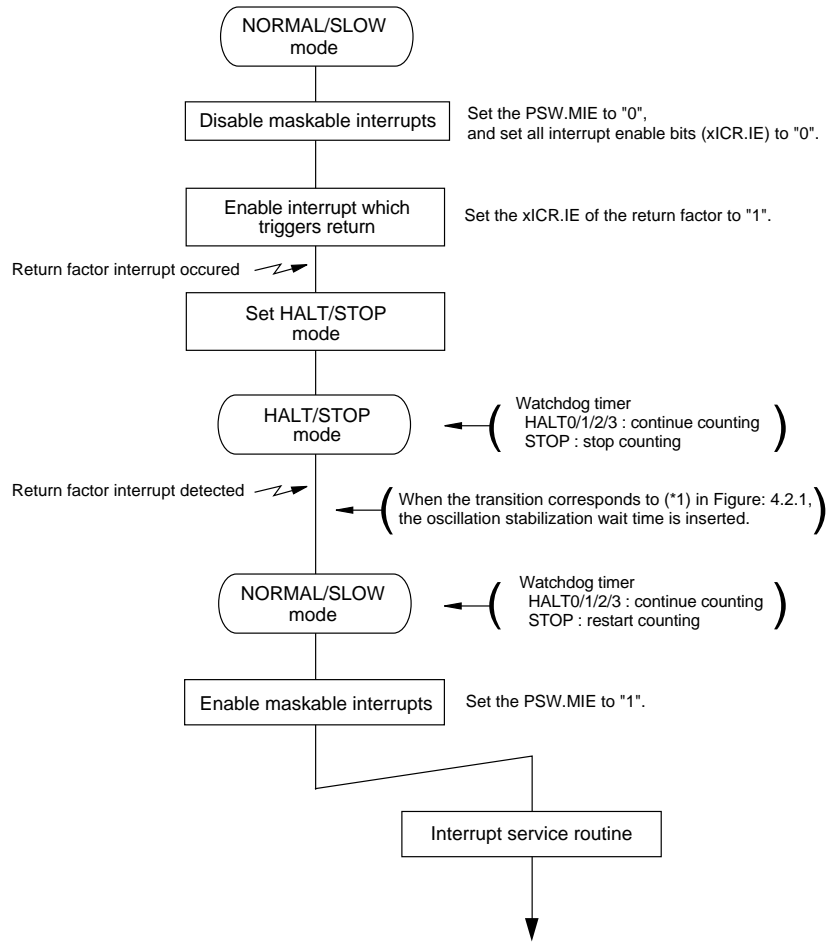 NORMAL/SLOW
mode
Disable maskable interrupts
Set the PSW.MIE to "0",
and set all interrupt enable bits (xICR.IE) to "0".
Enable interrupt which
triggers return
Set the xICR.IE of the return factor to "1".
Return factor interrupt occured
Set HALT/STOP
mode
HALT/STOP
mode
( Watchdog timer
HALT0/1/2/3 : continue counting
STOP : stop counting )
Return factor interrupt detected
( When the transition corresponds to (*1) in Figure: 4.2.1,
the oscillation stabilization wait time is inserted. )
NORMAL/SLOW
mode
( Watchdog timer
HALT0/1/2/3 : continue counting
STOP : restart counting )
Enable maskable interrupts
Set the PSW.MIE to "1".
Interrupt service routine